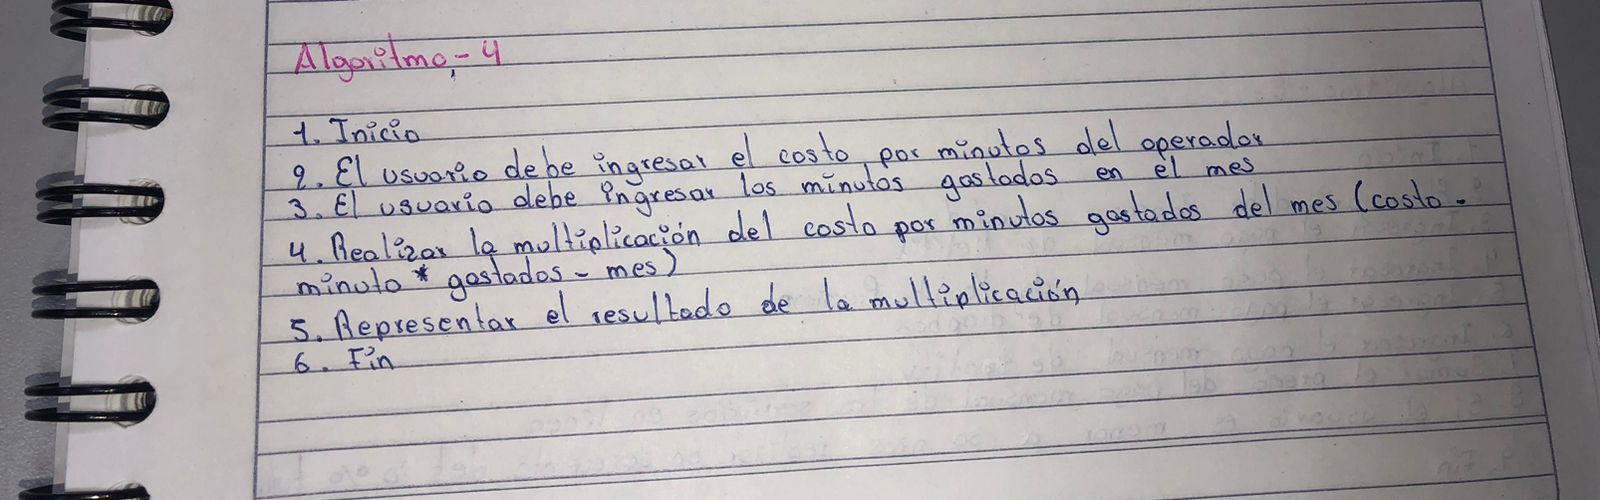 Algoritmo - 4
1. Inicio
2. El usuario debe ingresar el costo por minutos del operador
3. El usuario debe ingresar los minutos gastados en el mes
4. Realizar la multiplicación del costo por minutos gastados del mes (costo -
minuto * gastados - mes)
5. Representar el resultado de la multiplicación
6. Fin